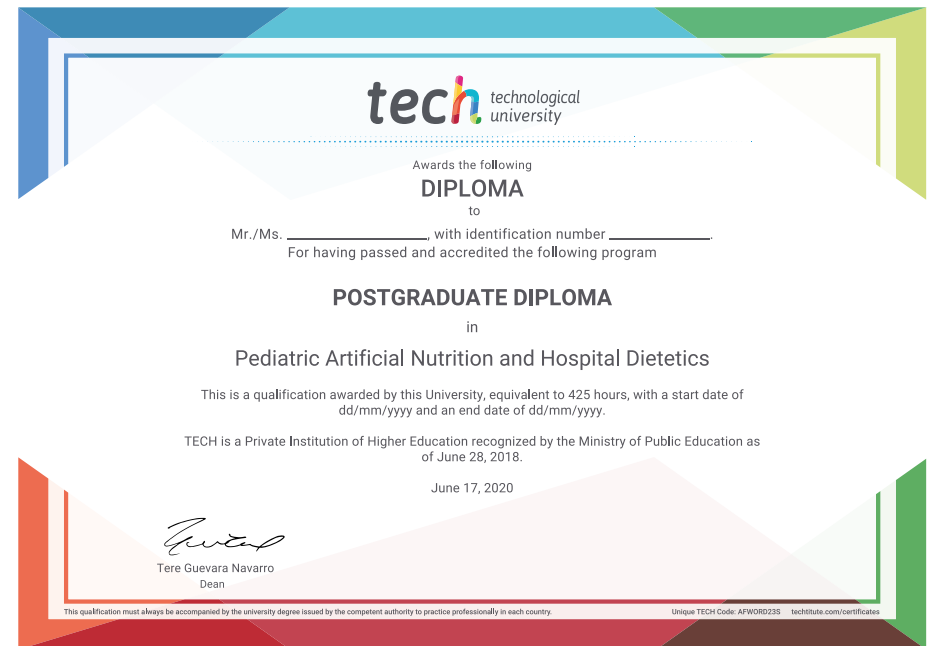 tech technological
university
Awards the following
DIPLOMA
to
Mr./Ms. ____________________, with identification number ______________.
For having passed and accredited the following program
POSTGRADUATE DIPLOMA
in
Pediatric Artificial Nutrition and Hospital Dietetics
This is a qualification awarded by this University, equivalent to 425 hours, with a start date of
dd/mm/yyyy and an end date of dd/mm/yyyy.
TECH is a Private Institution of Higher Education recognized by the Ministry of Public Education as
of June 28, 2018.
June 17, 2020
Tere Guevara Navarro
Dean
This qualification must always be accompanied by the university degree issued by the competent authority to practice professionally in each country. Unique TECH Code: AFWORD23S techtitute.com/certificates